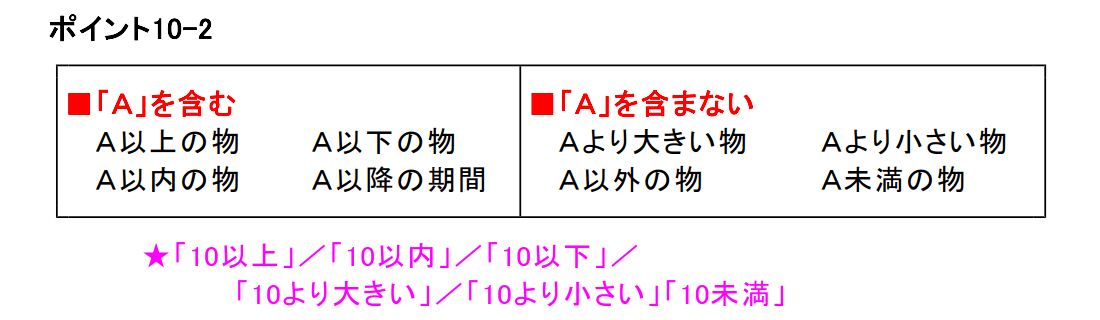 ポイント10-2
■「A」を含む
A以上の物 A以下の物
A以内の物 A以降の期間
■「A」を含まない
Aより大きい物 Aより小さい物
A以外の物 A未満の物
★「10以上」／「10以内」／「10以下」／
「10より大きい」／「10より小さい」「10未満」